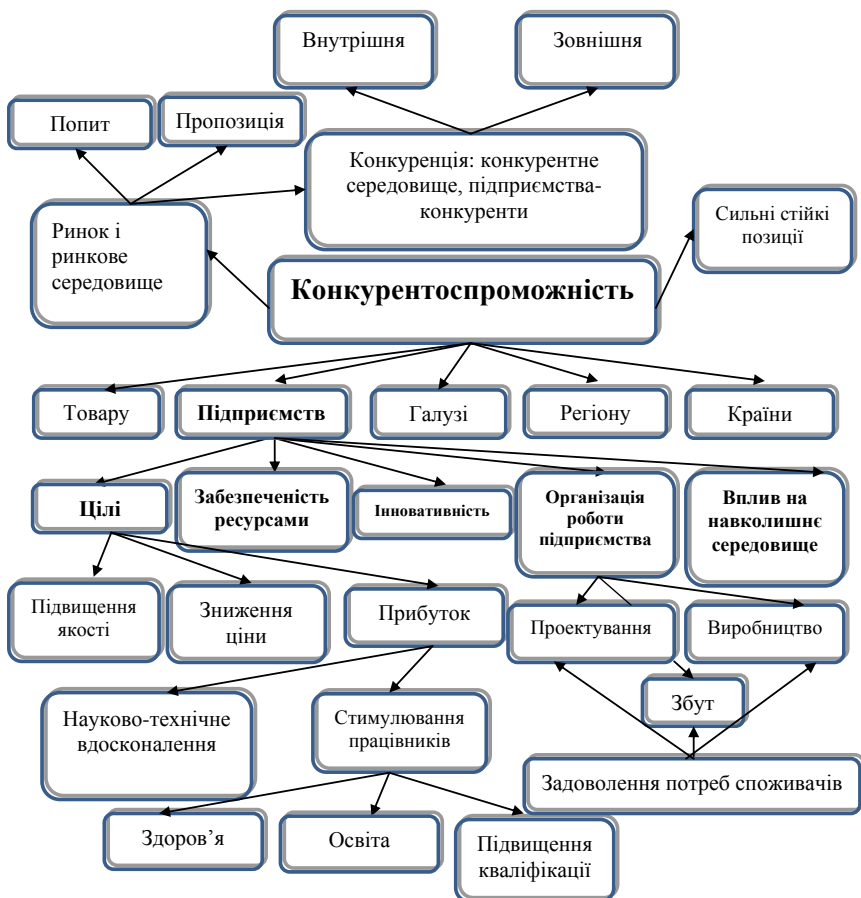 Внутрішня
Зовнішня
Попит
Пропозиція
Конкуренція: конкурентне
середовище, підприємства-
конкуренти
Сильні стійкі
позиції
Ринок і
ринкове
середовище
Конкурентоспроможність
Товару
Підприємств
Галузі
Регіону
Країни
Цілі
Забезпеченість
ресурсами
Інновативність
Організація
роботи
підприємства
Вплив на
навколишнє
середовище
Підвищення
якості
Зниження
ціни
Прибуток
Проектування
Виробництво
Збут
Науково-технічне
вдосконалення
Стимулювання
працівників
Задоволення потреб споживачів
Здоров’я
Освіта
Підвищення
кваліфікації